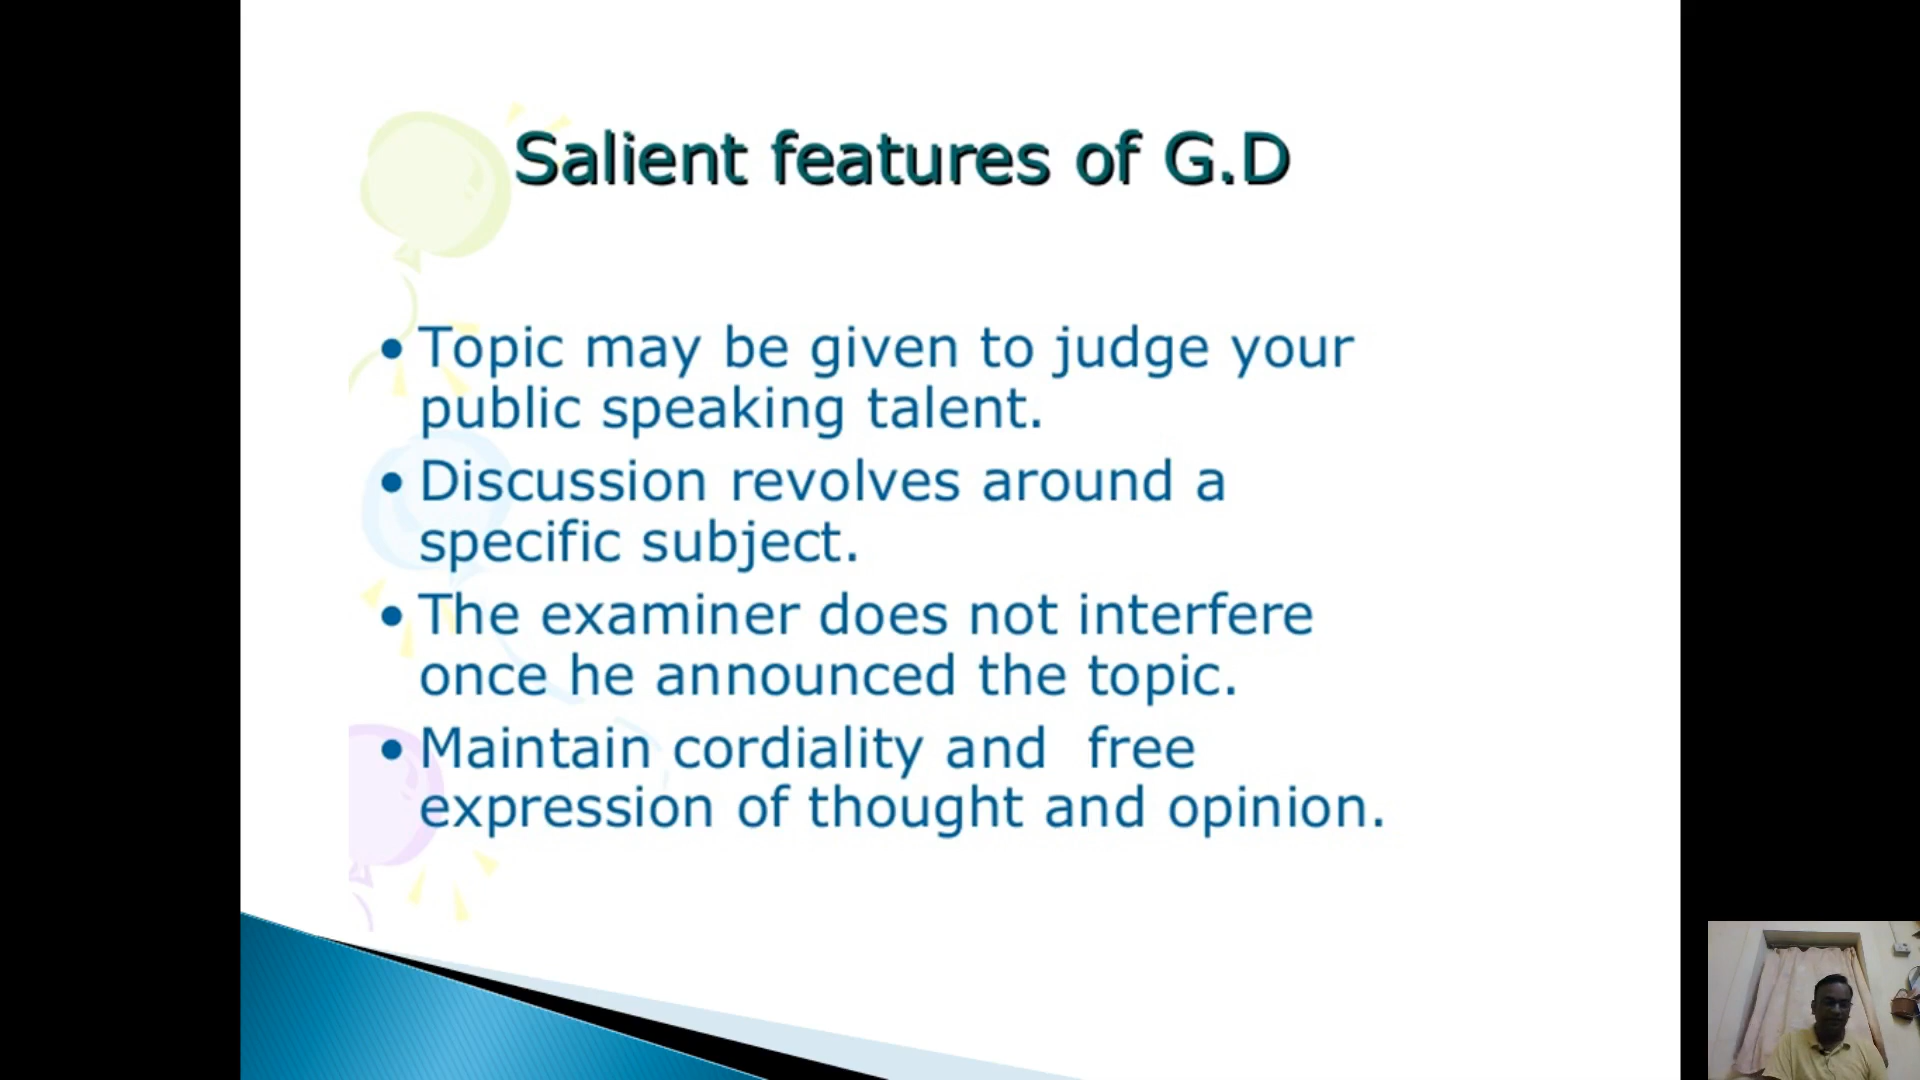 Salient features of G.D
• Topic may be given to judge your
public speaking talent.
• Discussion revolves around a
specific subject.
• The examiner does not interfere
once he announced the topic.
• Maintain cordiality and  free
expression of thought and opinion.